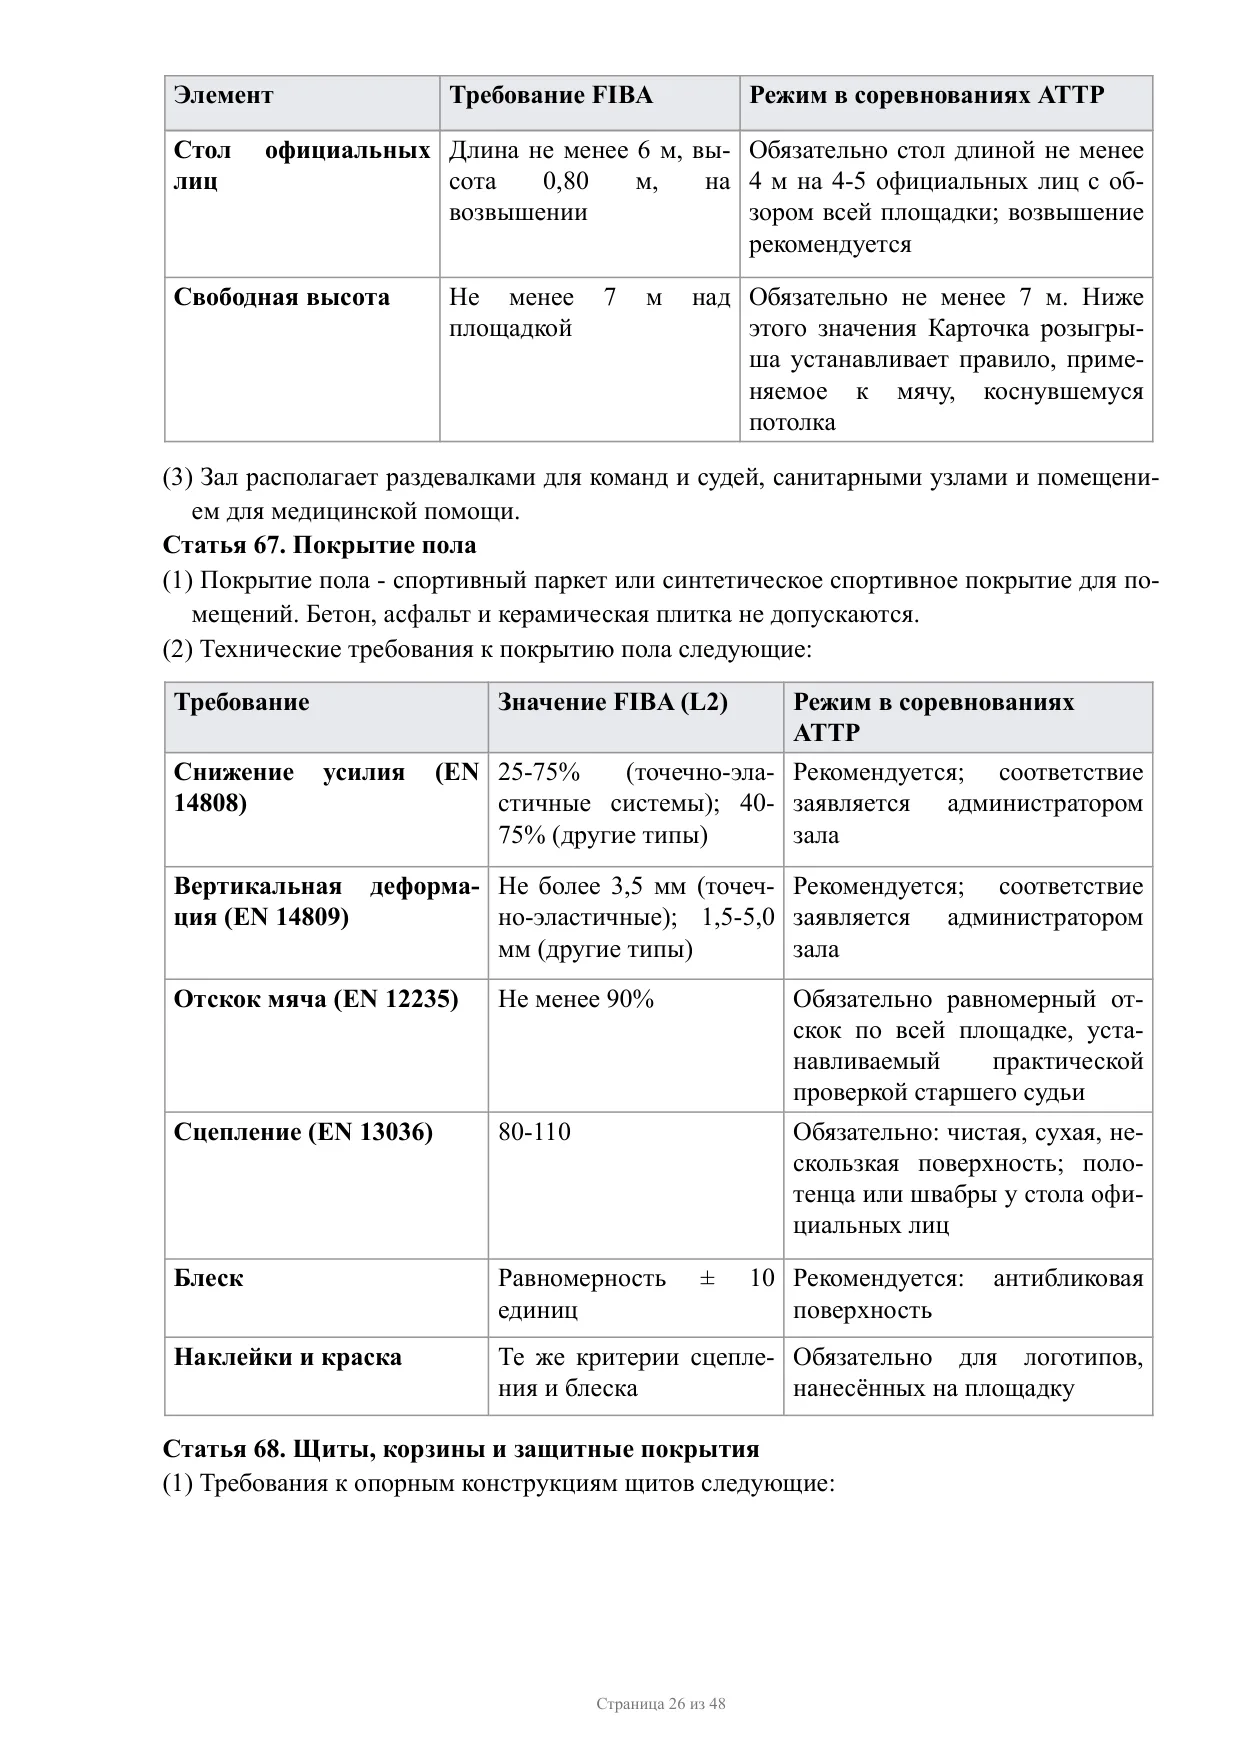 Элемент
Требование FIBA
Режим в соревнованиях АТТР
Стол официальных
лиц
Длина не менее 6 м, вы-
сота 0,80 м, на
возвышении
Обязательно стол длиной не менее
4 м на 4-5 официальных лиц с об-
зором всей площадки; возвышение
рекомендуется
Свободная высота
Не менее 7 м над
площадкой
Обязательно не менее 7 м. Ниже
этого значения Карточка розыгры-
ша устанавливает правило, приме-
няемое к мячу, коснувшемуся
потолка
(3) Зал располагает раздевалками для команд и судей, санитарными узлами и помещени-
ем для медицинской помощи.
Статья 67. Покрытие пола
(1) Покрытие пола - спортивный паркет или синтетическое спортивное покрытие для по-
мещений. Бетон, асфальт и керамическая плитка не допускаются.
(2) Технические требования к покрытию пола следующие:
Требование
Значение FIBA (L2)
Режим в соревнованиях
АТТР
Снижение усилия (EN
14808)
25-75% (точечно-эла-
стичные системы); 40-
75% (другие типы)
Рекомендуется; соответствие
заявляется администратором
зала
Вертикальная деформа-
ция (EN 14809)
Не более 3,5 мм (точеч-
но-эластичные); 1,5-5,0
мм (другие типы)
Рекомендуется; соответствие
заявляется администратором
зала
Отскок мяча (EN 12235)
Не менее 90%
Обязательно равномерный от-
скок по всей площадке, уста-
навливаемый практической
проверкой старшего судьи
Сцепление (EN 13036)
80-110
Обязательно: чистая, сухая, не-
скользкая поверхность; поло-
тенца или швабры у стола офи-
циальных лиц
Блеск
Равномерность ± 10
единиц
Рекомендуется: антибликовая
поверхность
Наклейки и краска
Те же критерии сцепле-
ния и блеска
Обязательно для логотипов,
нанесённых на площадку
Статья 68. Щиты, корзины и защитные покрытия
(1) Требования к опорным конструкциям щитов следующие:
Страница 26 из 48